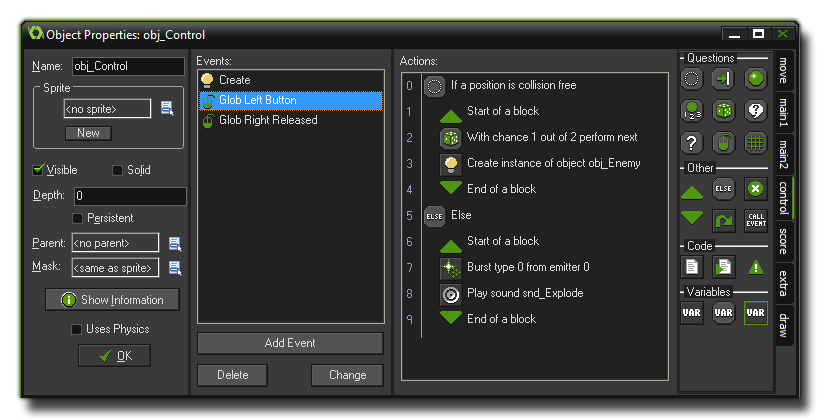 Object Properties: obj_Control
Name: obj_Control
Sprite
<no sprite>
New
Visible
Solid
Depth: 0
Persistent
Parent: <no parent>
Mask: <same as sprite>
Show Information
Uses Physics
OK
Events:
Create
Glob Left Button
Glob Right Released
Add Event
Delete
Change
Actions:
0 If a position is collision free
1 Start of a block
2 With chance 1 out of 2 perform next
3 Create instance of object obj_Enemy
4 End of a block
5 ELSE Else
6 Start of a block
7 Burst type 0 from emitter 0
8 Play sound snd_Explode
9 End of a block
Questions
1 2 3
?
?
Other
ELSE
CALL
EVENT
Code
Variables
VAR VAR VAR
move
main1
main2
control
score
extra
draw